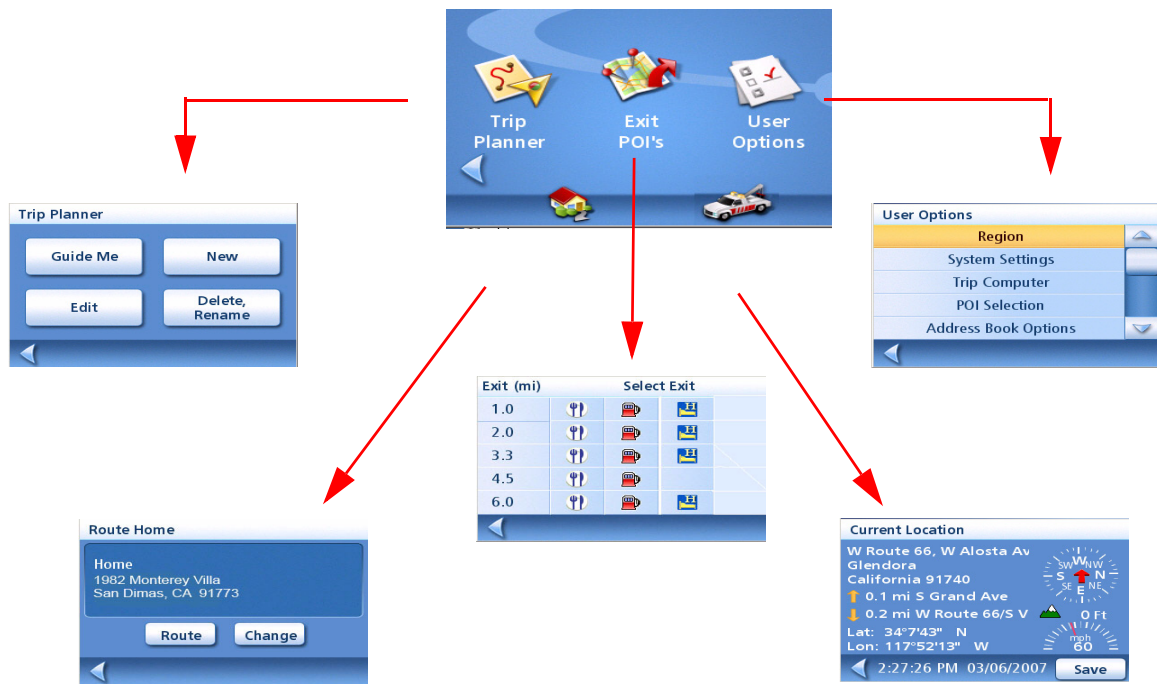 Trip
Planner
Exit
POI's
User
Options
Trip Planner
Guide Me
New
Edit
Delete,
Rename
User Options
Region
System Settings
Trip Computer
POI Selection
Address Book Options
Exit (mi)
Select Exit
1.0
H
2.0
H
3.3
H
4.5
6.0
H
Route Home
Home
1982 Monterey Villa
San Dimas, CA 91773
Route
Change
Current Location
W Route 66, W Alosta Av
Glendora
California 91740
0.1 mi S Grand Ave
0.2 mi W Route 66/S V
Lat: 34°7'43" N
Lon: 117°52'13" W
SW W NW
S N
SE E NE
0 Ft
mph
60
2:27:26 PM 03/06/2007
Save